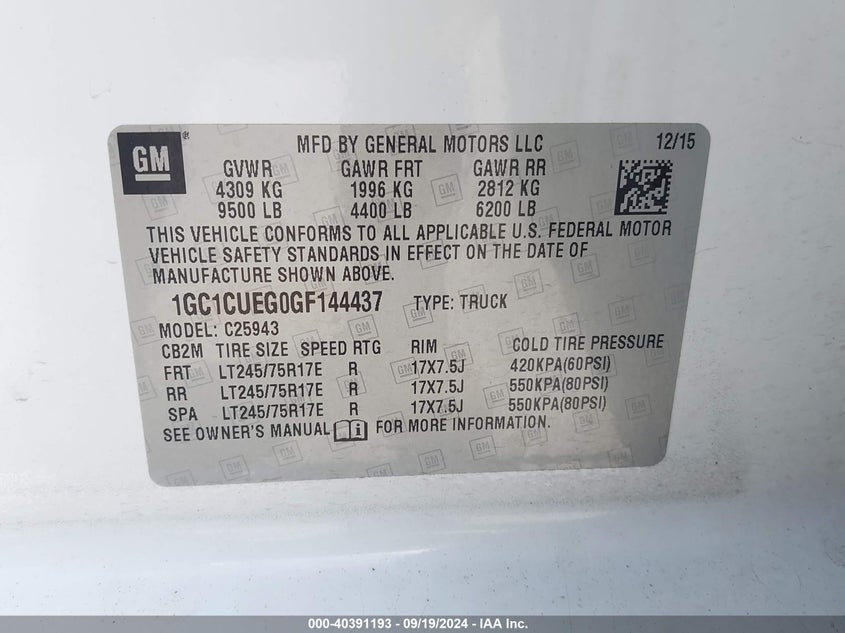 GM
MFD BY GENERAL MOTORS LLC 12/15
GVWR GAWR FRT GAWR RR
4309 KG 1996 KG 2812 KG
9500 LB 4400 LB 6200 LB
THIS VEHICLE CONFORMS TO ALL APPLICABLE U.S. FEDERAL MOTOR
VEHICLE SAFETY STANDARDS IN EFFECT ON THE DATE OF
MANUFACTURE SHOWN ABOVE.
1GC1CUEG0GF144437 TYPE: TRUCK
MODEL: C25943
CB2M TIRE SIZE SPEED RTG RIM COLD TIRE PRESSURE
FRT LT245/75R17E R 17X7.5J 420KPA(60PSI)
RR LT245/75R17E R 17X7.5J 550KPA(80PSI)
SPA LT245/75R17E R 17X7.5J 550KPA(80PSI)
SEE OWNER'S MANUAL i FOR MORE INFORMATION.
000-40391193 - 09/19/2024 - IAA Inc.